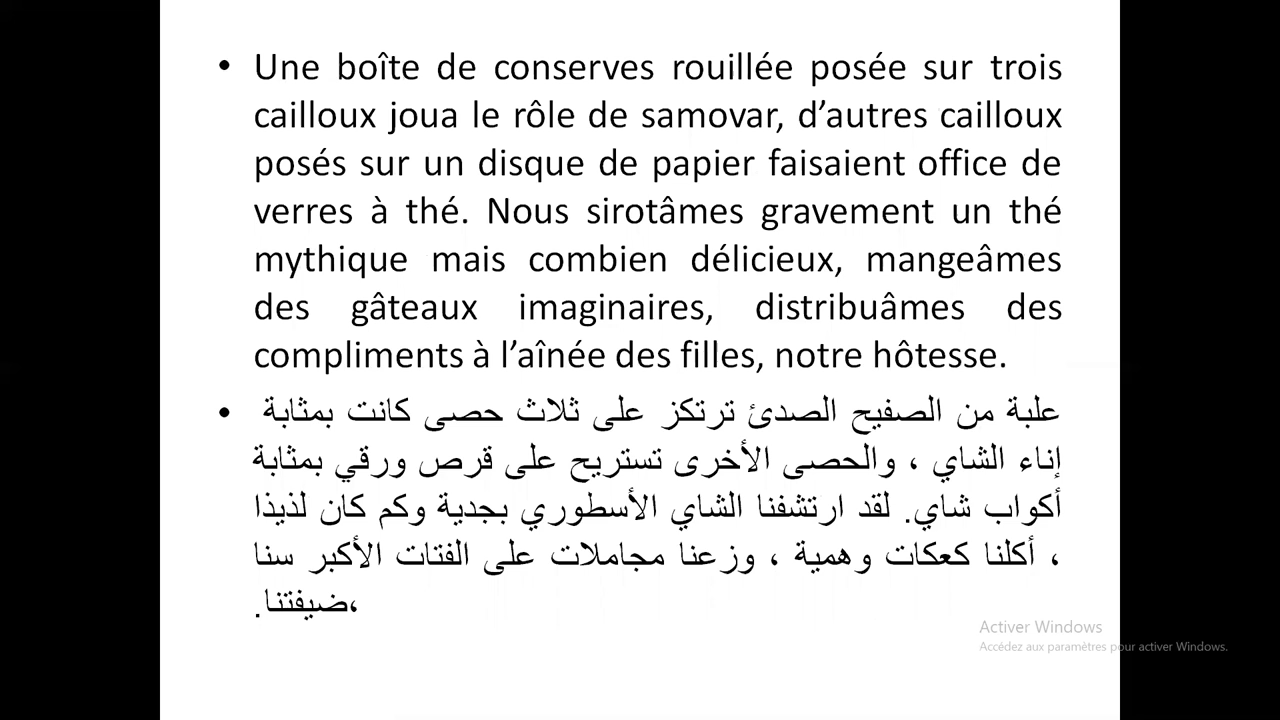 • Une boîte de conserves rouillée posée sur trois
cailloux joua le rôle de samovar, d’autres cailloux
posés sur un disque de papier faisaient office de
verres à thé. Nous sirotâmes gravement un thé
mythique mais combien délicieux, mangeâmes
des gâteaux imaginaires, distribuâmes des
compliments à l’aînée des filles, notre hôtesse.
• علبة من الصفيح الصدئ ترتكز على ثلاث حصى كانت بمثابة
إناء الشاي ، والحصى الأخرى تستريح على قرص ورقي بمثابة
أكواب شاي. لقد ارتشفنا الشاي الأسطوري بجدية وكم كان لذيذا
، أكلنا كعكات وهمية ، وزعنا مجاملات على الفتات الأكبر سنا
،ضيفتنا.
Activer Windows
Accédez aux paramètres pour activer Windows.